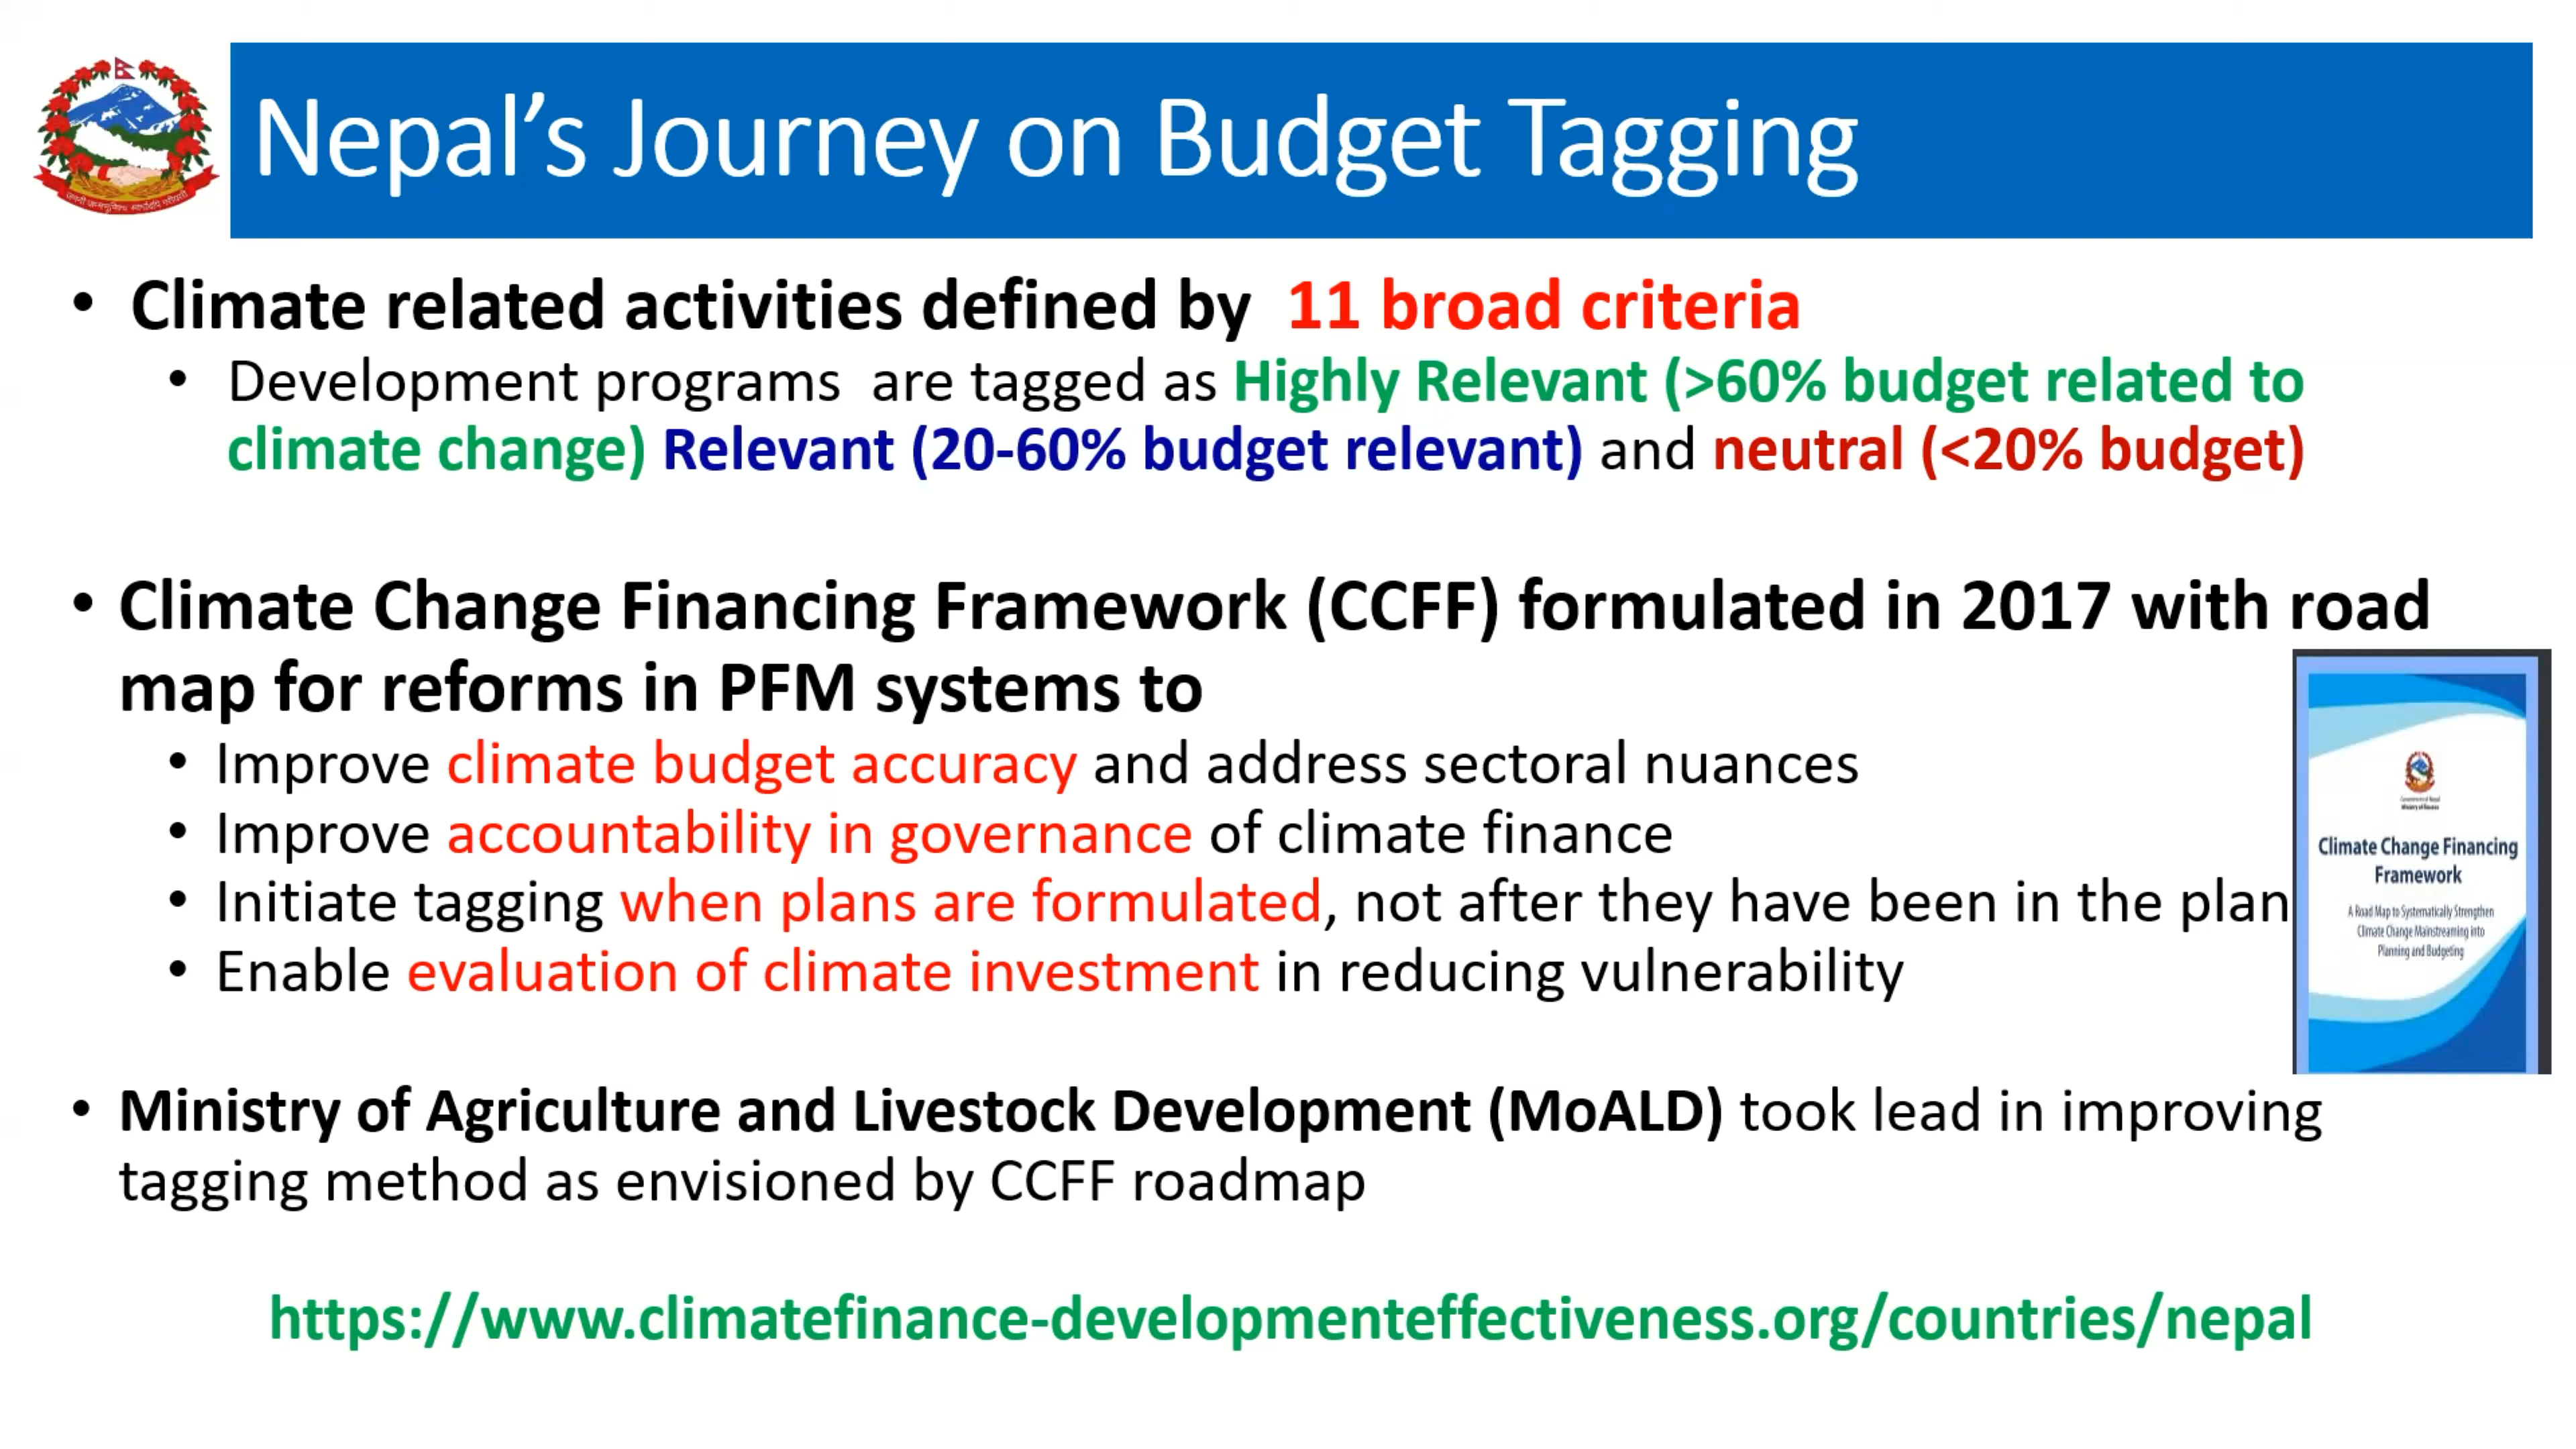 Nepal's Journey on Budget Tagging
• Climate related activities defined by 11 broad criteria
• Development programs are tagged as Highly Relevant (>60% budget related to
climate change) Relevant (20-60% budget relevant) and neutral (<20% budget)
• Climate Change Financing Framework (CCFF) formulated in 2017 with road
map for reforms in PFM systems to
• Improve climate budget accuracy and address sectoral nuances
• Improve accountability in governance of climate finance
• Initiate tagging when plans are formulated, not after they have been in the plan
• Enable evaluation of climate investment in reducing vulnerability
Climate Change Financing
Framework
A Road Map to Systematically Strengthen
Climate Change Mainstreaming into
Planning and Budgeting
• Ministry of Agriculture and Livestock Development (MoALD) took lead in improving
tagging method as envisioned by CCFF roadmap
https://www.climatefinance-developmenteffectiveness.org/countries/nepal